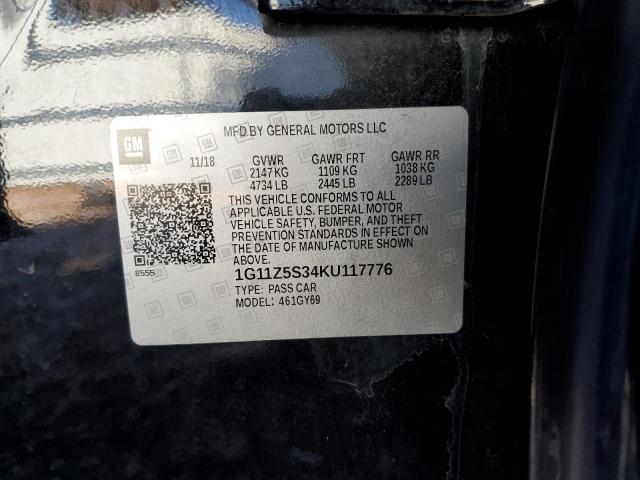 MFD BY GENERAL MOTORS LLC
GM
11/18 GVWR GAWR FRT GAWR RR
2147 KG 1109 KG 1038 KG
4734 LB 2445 LB 2289 LB
THIS VEHICLE CONFORMS TO ALL
APPLICABLE U.S. FEDERAL MOTOR
VEHICLE SAFETY, BUMPER, AND THEFT
PREVENTION STANDARDS IN EFFECT ON
THE DATE OF MANUFACTURE SHOWN
ABOVE.
8555
1G11Z5S34KU117776
TYPE: PASS CAR
MODEL: 461GY69